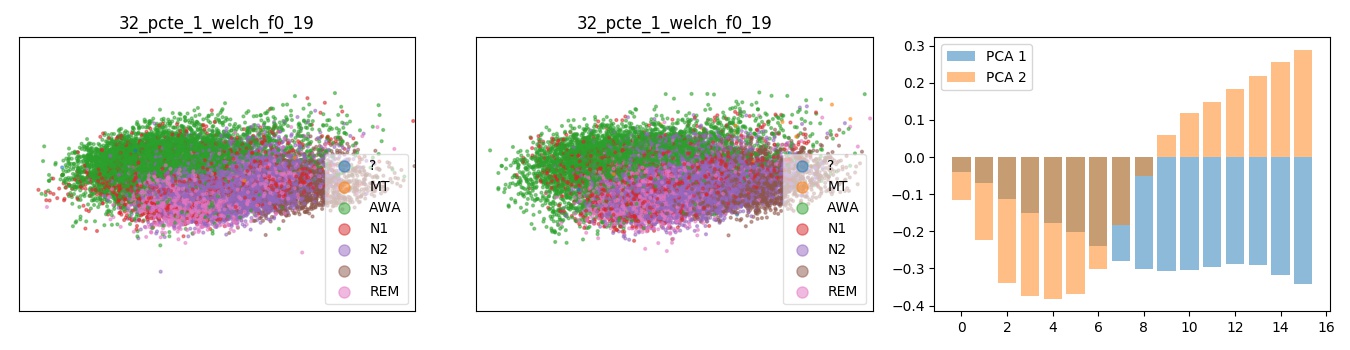 32_pcte_1_welch_f0_19
?
MT
AWA
N1
N2
N3
REM
32_pcte_1_welch_f0_19
?
MT
AWA
N1
N2
N3
REM
PCA 1
PCA 2
0.3
0.2
0.1
0.0
−0.1
−0.2
−0.3
−0.4
0 2 4 6 8 10 12 14 16